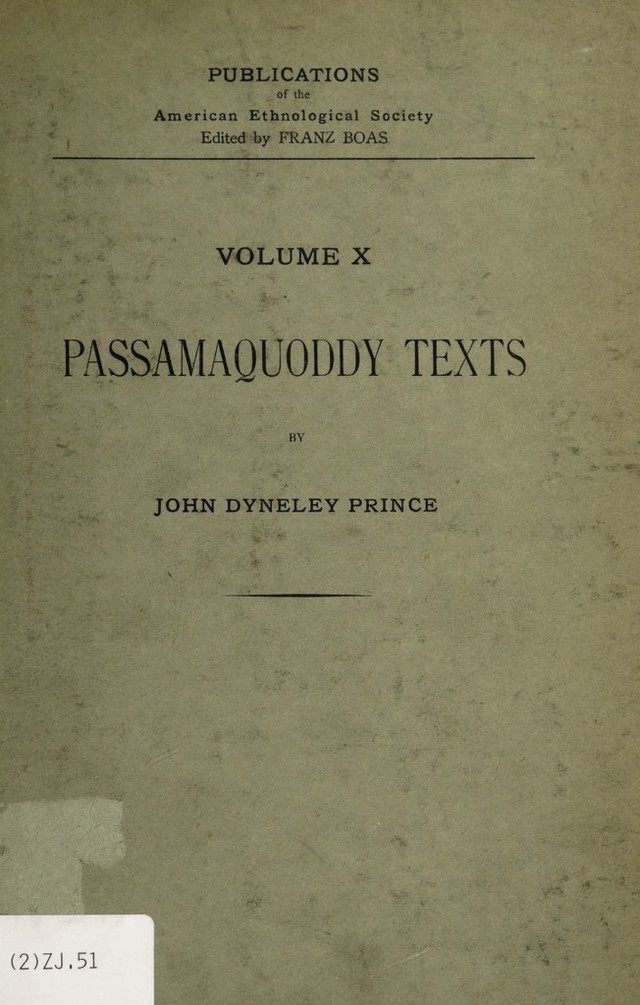 PUBLICATIONS
of the
American Ethnological Society
Edited by FRANZ BOAS
VOLUME X
PASSAMAQUODDY TEXTS
BY
JOHN DYNELEY PRINCE
(2)ZJ.51